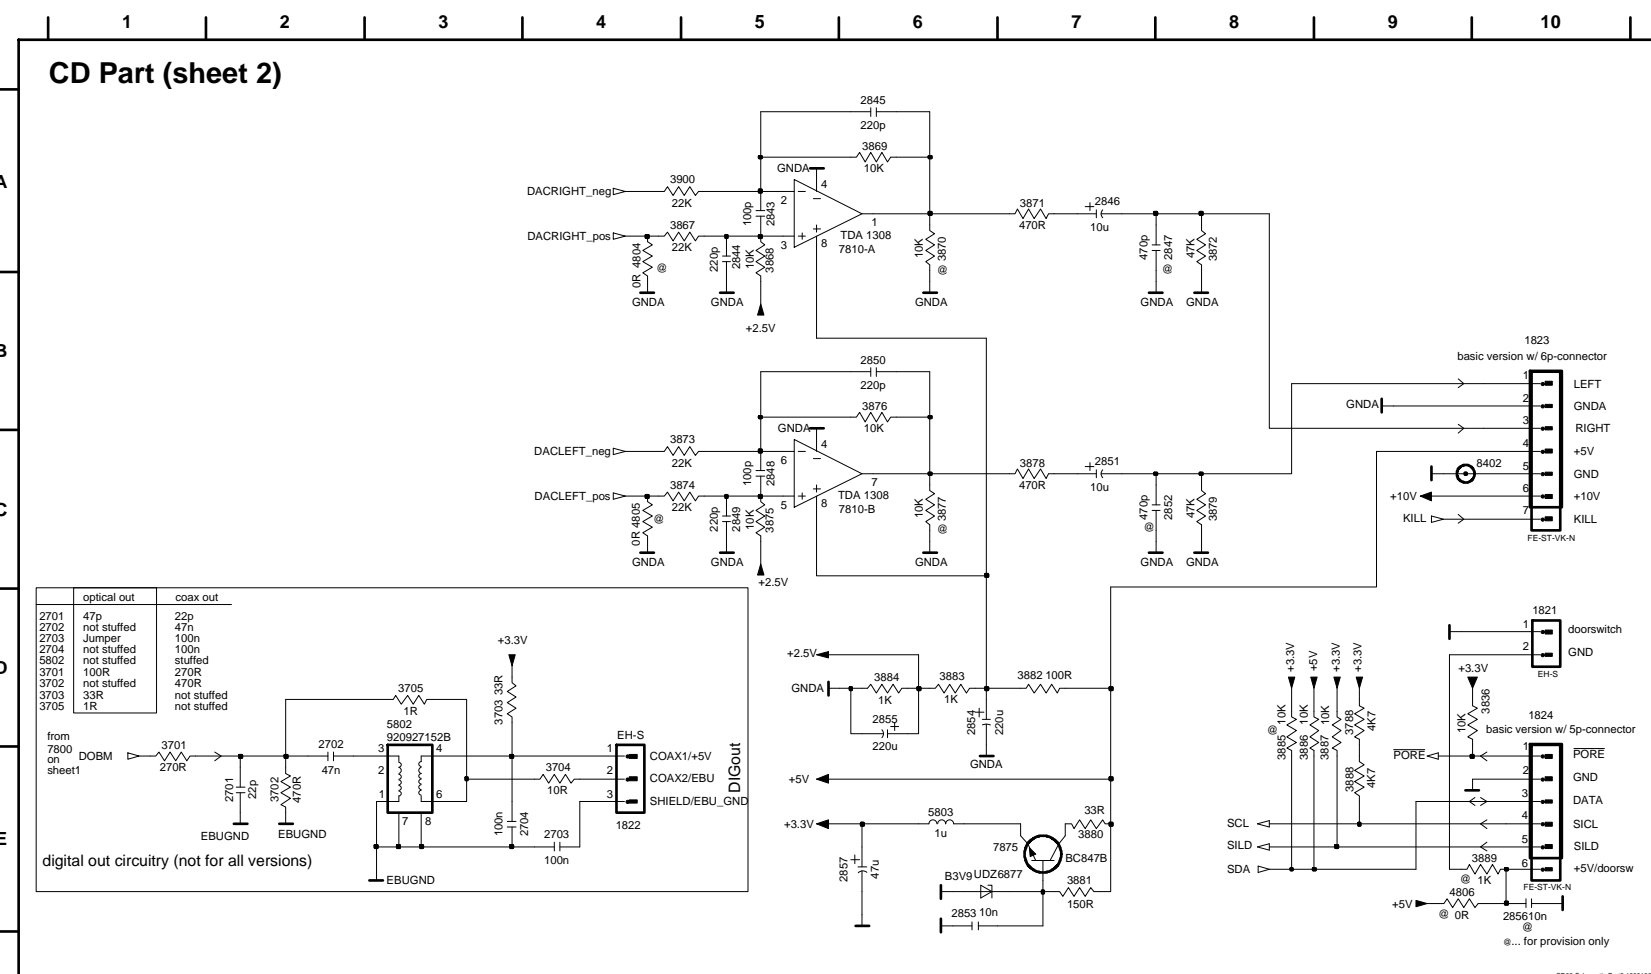 1 2 3 4 5 6 7 8 9 10
CD Part (sheet 2)
A
B
C
D
E
2845
220p
3869
10K
GNDA
4
DACRIGHT_neg
3900
22K
2
100p
2843
1
TDA 1308
7810-A
DACRIGHT_pos
3867
22K
3
8
0R 4804
@
GNDA
220p
2844
GNDA
10K
3868
+2.5V
10K
3870
@
GNDA
3871
470R
2846
10u
470p
@ 2847
GNDA
47K
3872
GNDA
2850
220p
3876
10K
GNDA
4
DACLEFT_neg
3873
22K
6
100p
2848
7
TDA 1308
7810-B
DACLEFT_pos
3874
22K
5
8
0R 4805
@
GNDA
220p
2849
GNDA
10K
3875
+2.5V
10K
3877
@
GNDA
3878
470R
2851
10u
470p
2852
@
GNDA
47K
3879
GNDA
1823
basic version w/ 6p-connector
1 LEFT
GNDA 2 GNDA
3 RIGHT
4 +5V
8402 5 GND
+10V 6 +10V
KILL 7 KILL
FE-ST-VK-N
optical out coax out
2701 47p 22p
2702 not stuffed 47n
2703 Jumper 100n
2704 not stuffed 100n
5802 not stuffed stuffed
3701 100R 270R
3702 not stuffed 470R
3703 33R not stuffed
3705 1R not stuffed
from
7800
on
sheet1
DOBM
3701
270R
2701
22p
EBUGND
3702
470R
EBUGND
2702
47n
3705
1R
5802
920927152B
3 4
2
1 6
7 8
+3.3V
3703 33R
3704
10R
100n
2704
2703
100n
EBUGND
EH-S
1 COAX1/+5V
2 COAX2/EBU
3 SHIELD/EBU_GND
1822
DIGout
digital out circuitry (not for all versions)
+2.5V
GNDA
3884
1K
3883
1K
3882 100R
2855
220u
2854
220u
GNDA
+5V
+3.3V
5803
1u
33R
3880
7875
BC847B
2857
47u
B3V9 UDZ6877
3881
150R
2853 10n
1821
1 doorswitch
2 GND
EH-S
+3.3V
+5V
+3.3V
+3.3V
@
3885 10K
3886 10K
3887 10K
3788
4K7
3888
4K7
+3.3V
10K
3836
1824
basic version w/ 5p-connector
PORE 1 PORE
2 GND
3 DATA
SCL 4 SICL
SILD 5 SILD
SDA 6 +5V/doorsw
FE-ST-VK-N
3889
@ 1K
+5V
4806
@ 0R
2856 10n
@
@... for provision only